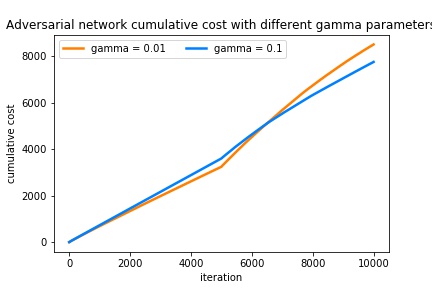 Adversarial network cumulative cost with different gamma parameters
gamma = 0.01 gamma = 0.1
8000
6000
4000
2000
0
cumulative cost
0 2000 4000 6000 8000 10000
iteration